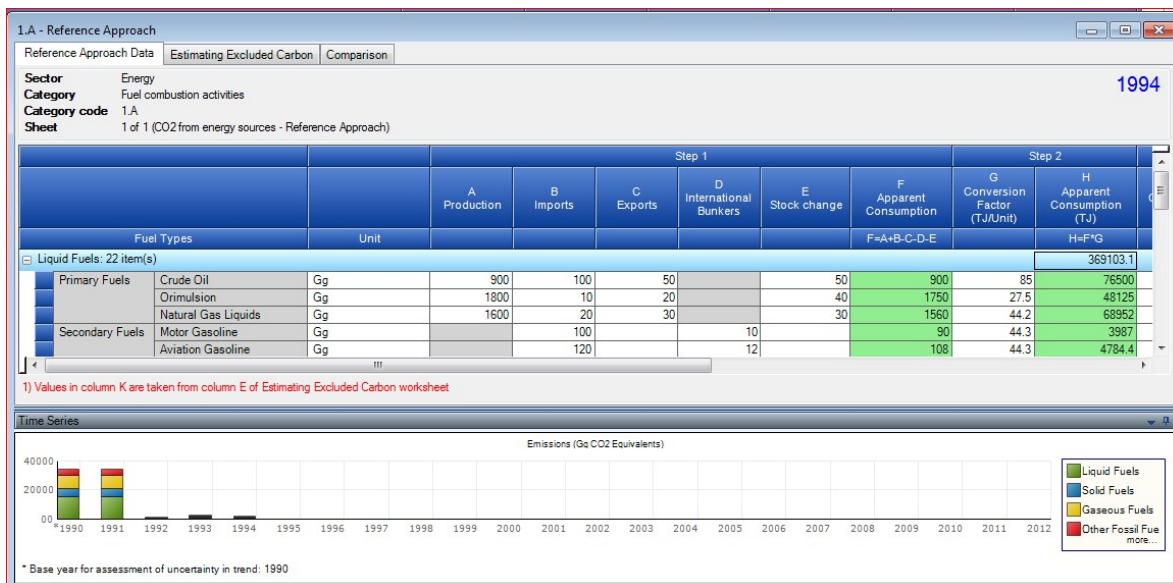 1.A - Reference Approach
Reference Approach Data Estimating Excluded Carbon Comparison
Sector Energy
1994
Category Fuel combustion activities
Category code 1.A
Sheet 1 of 1 (CO2 from energy sources - Reference Approach)
Step 1 Step 2
A Production B Imports C Exports D International Bunkers E Stock change F Apparent Consumption G Conversion Factor (TJ/Unit) H Apparent Consumption (TJ)
Fuel Types Unit F=A+B-C-D-E H=F*G
Liquid Fuels: 22 item(s) 369103.1
Primary Fuels Crude Oil Gg 900 100 50 50 900 85 76500
Orimulsion Gg 1800 10 20 40 1750 27.5 48125
Natural Gas Liquids Gg 1600 20 30 30 1560 44.2 68952
Secondary Fuels Motor Gasoline Gg 100 10 90 44.3 3987
Aviation Gasoline Gg 120 12 108 44.3 4784.4
1) Values in column K are taken from column E of Estimating Excluded Carbon worksheet
Time Series
Emissions (Gg CO2 Equivalents)
40000
20000
00
*1990 1991 1992 1993 1994 1995 1996 1997 1998 1999 2000 2001 2002 2003 2004 2005 2006 2007 2008 2009 2010 2011 2012
Liquid Fuels
Solid Fuels
Gaseous Fuels
Other Fossil Fue
more...
* Base year for assessment of uncertainty in trend: 1990